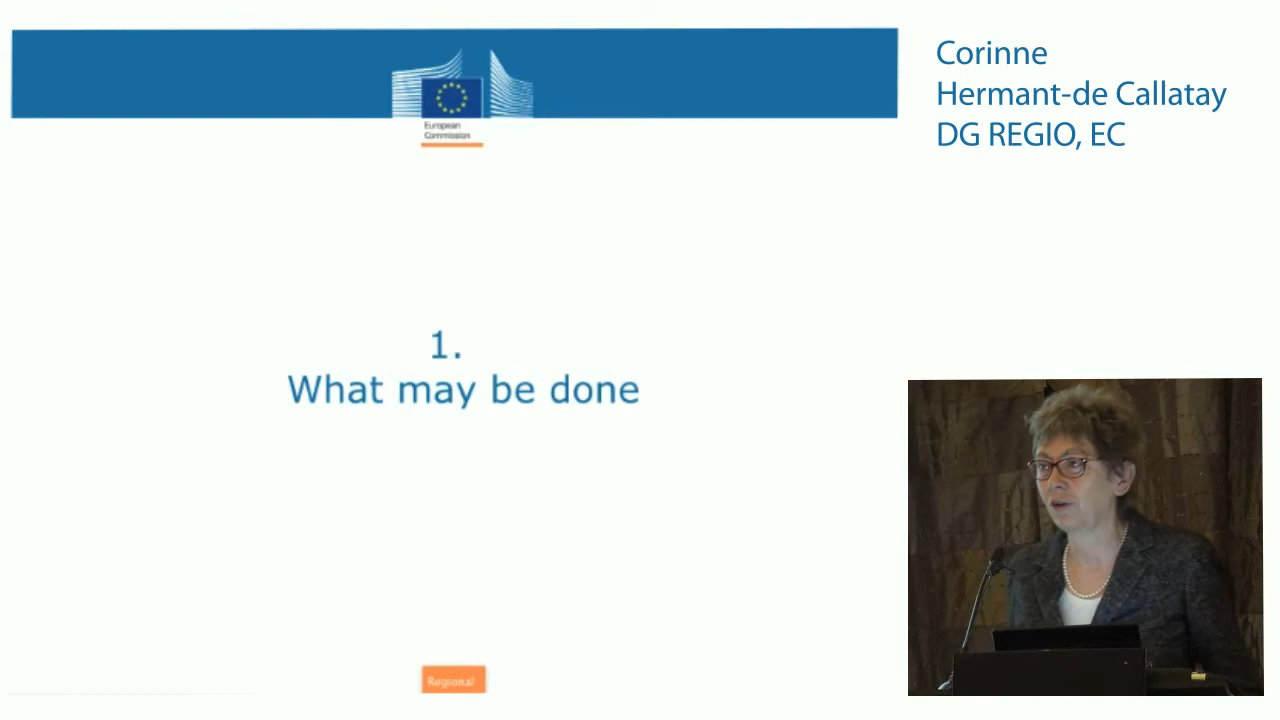 Corinne
Hermant-de Callatay
DG REGIO, EC
European
Commission
1.
What may be done
Regional